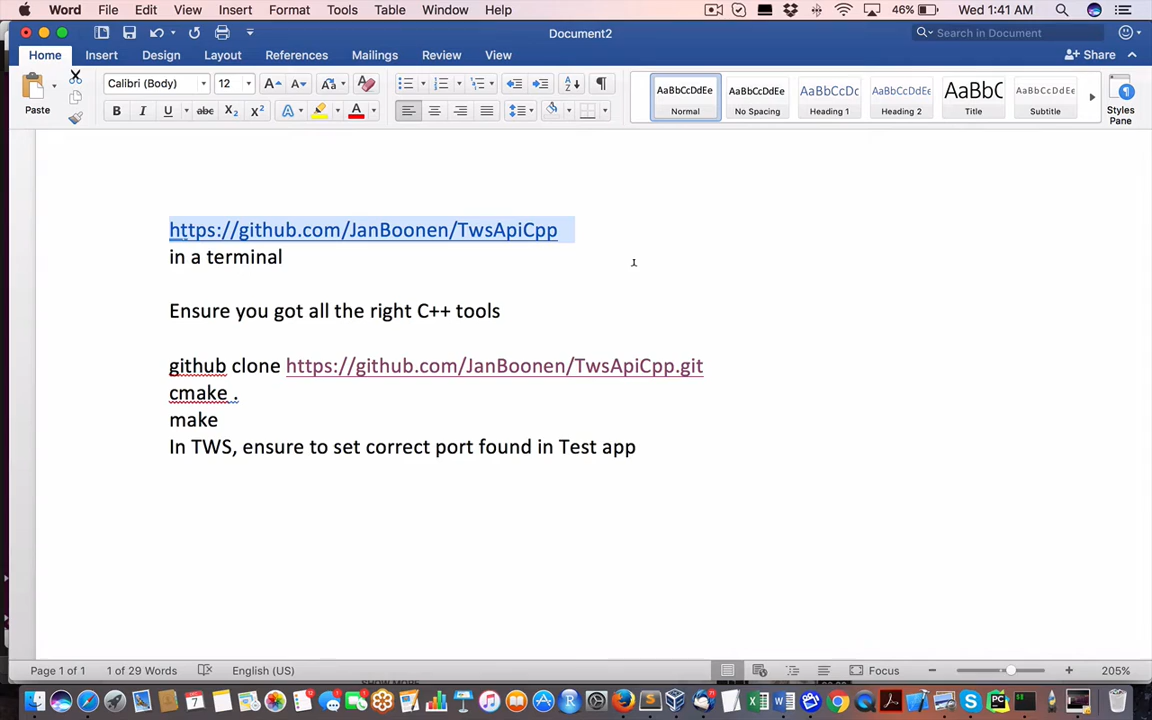 Word File Edit View Insert Format Tools Table Window Help 46% Wed 1:41 AM
Document2 Search in Document
Home Insert Design Layout References Mailings Review View Share
Paste Calibri (Body) 12 AaBbCcDdEe AaBbCcDdEe AaBbCcDc AaBbCcDdEe AaBbC AaBbCcDdEe
Normal No Spacing Heading 1 Heading 2 Title Subtitle Styles Pane
https://github.com/JanBoonen/TwsApiCpp
in a terminal
Ensure you got all the right C++ tools
github clone https://github.com/JanBoonen/TwsApiCpp.git
cmake .
make
In TWS, ensure to set correct port found in Test app
Page 1 of 1 1 of 29 Words English (US) Focus 205%